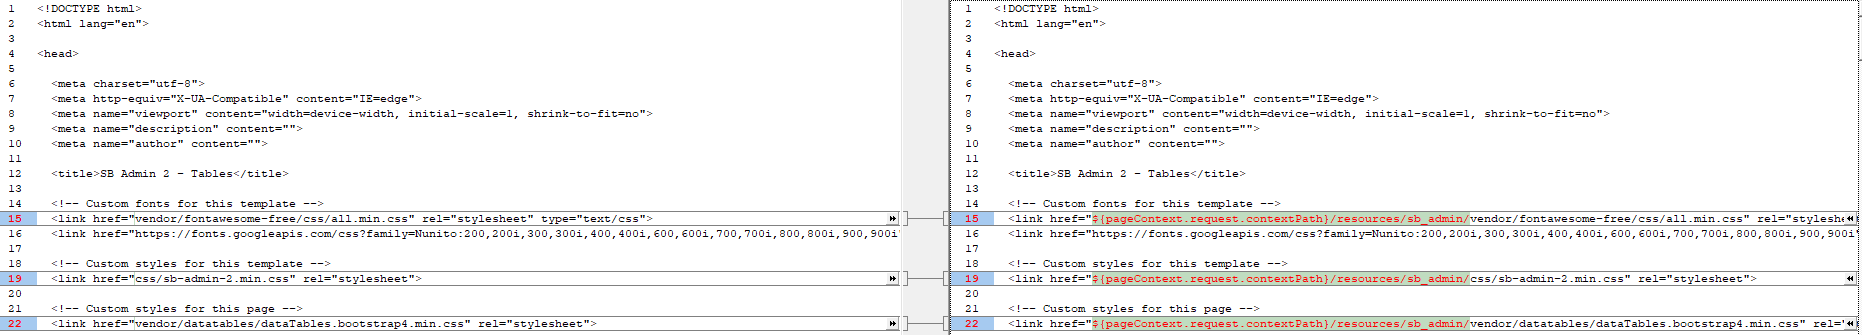 1 <!DOCTYPE html>
2 <html lang="en">
3
4 <head>
5
6 <meta charset="utf-8">
7 <meta http-equiv="X-UA-Compatible" content="IE=edge">
8 <meta name="viewport" content="width=device-width, initial-scale=1, shrink-to-fit=no">
9 <meta name="description" content="">
10 <meta name="author" content="">
11
12 <title>SB Admin 2 - Tables</title>
13
14 <!-- Custom fonts for this template -->
15 <link href="vendor/fontawesome-free/css/all.min.css" rel="stylesheet" type="text/css">
16 <link href="https://fonts.googleapis.com/css?family=Nunito:200,200i,300,300i,400,400i,600,600i,700,700i,800,800i,900,900i
17
18 <!-- Custom styles for this template -->
19 <link href="css/sb-admin-2.min.css" rel="stylesheet">
20
21 <!-- Custom styles for this page -->
22 <link href="vendor/datatables/dataTables.bootstrap4.min.css" rel="stylesheet">
1 <!DOCTYPE html>
2 <html lang="en">
3
4 <head>
5
6 <meta charset="utf-8">
7 <meta http-equiv="X-UA-Compatible" content="IE=edge">
8 <meta name="viewport" content="width=device-width, initial-scale=1, shrink-to-fit=no">
9 <meta name="description" content="">
10 <meta name="author" content="">
11
12 <title>SB Admin 2 - Tables</title>
13
14 <!-- Custom fonts for this template -->
15 <link href="${pageContext.request.contextPath}/resources/sb_admin/vendor/fontawesome-free/css/all.min.css" rel="styleshe
16 <link href="https://fonts.googleapis.com/css?family=Nunito:200,200i,300,300i,400,400i,600,600i,700,700i,800,800i,900,900i
17
18 <!-- Custom styles for this template -->
19 <link href="${pageContext.request.contextPath}/resources/sb_admin/css/sb-admin-2.min.css" rel="stylesheet">
20
21 <!-- Custom styles for this page -->
22 <link href="${pageContext.request.contextPath}/resources/sb_admin/vendor/datatables/dataTables.bootstrap4.min.css" rel="